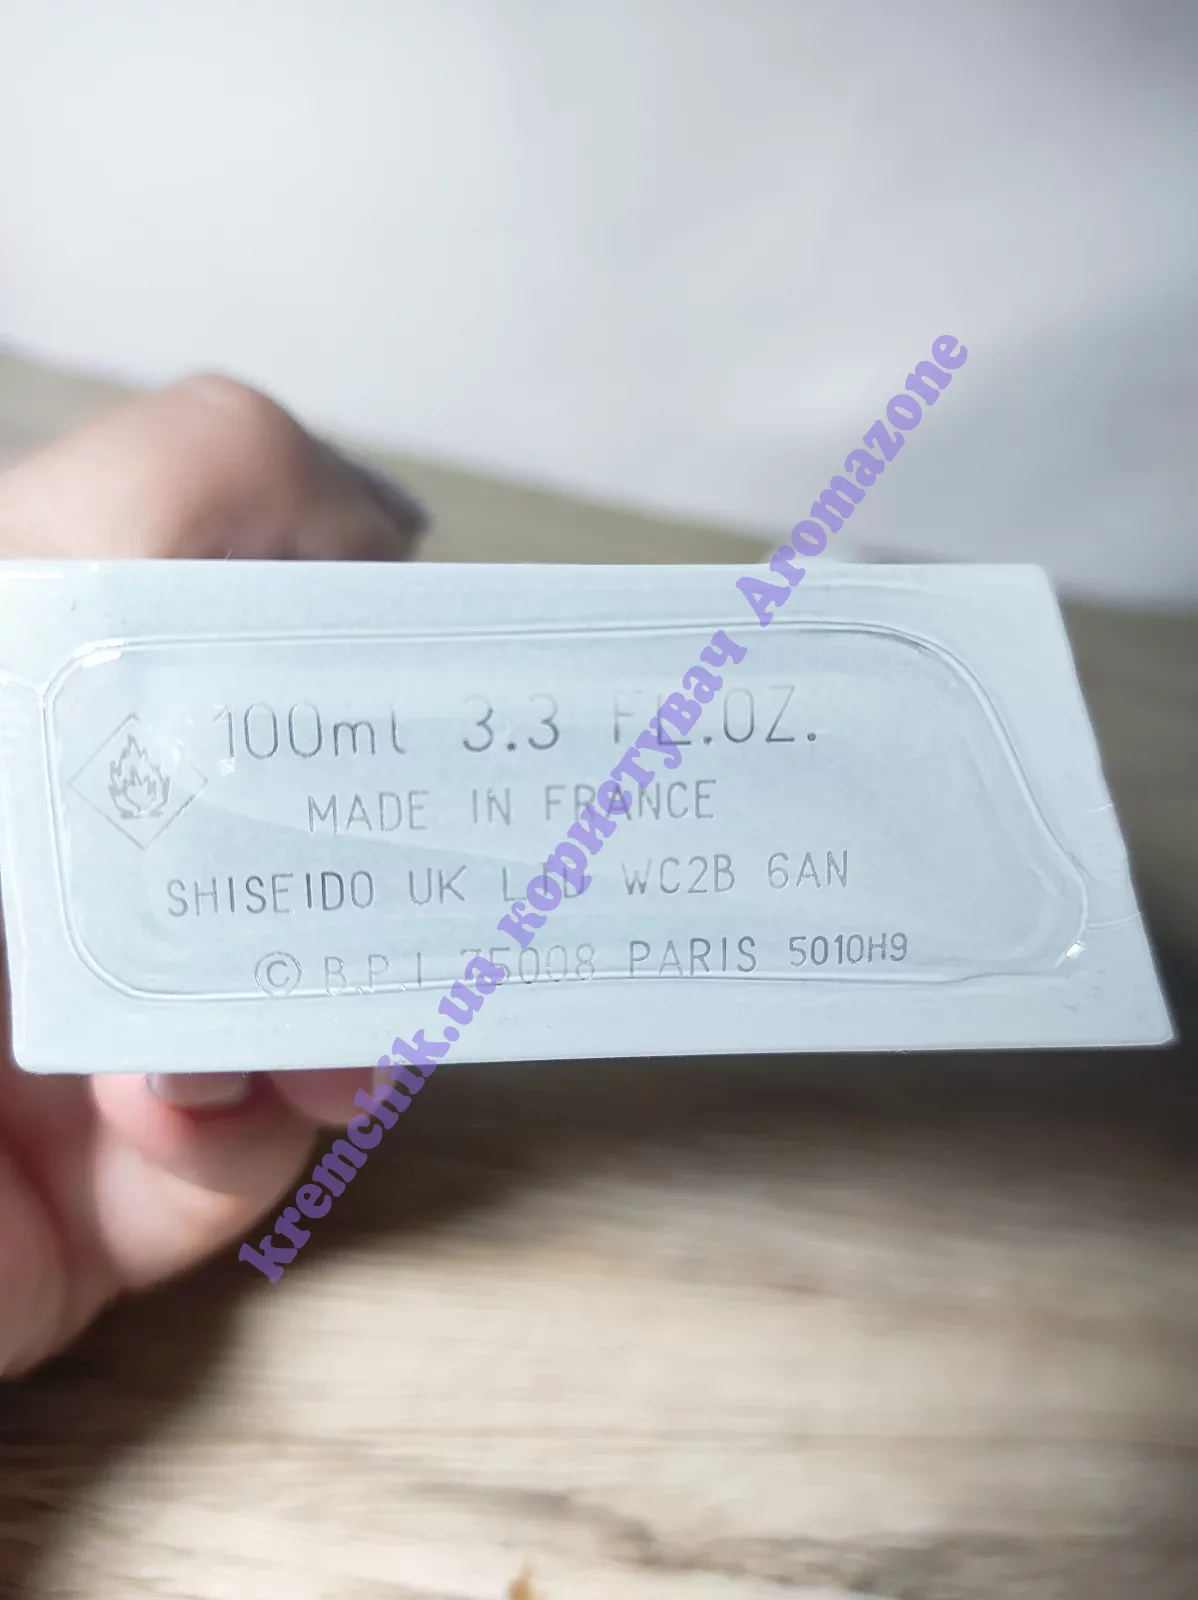 100ml 3.3 FL.OZ.
MADE IN FRANCE
SHISEIDO UK LTD WC2B 6AN
© B.P.I 75008 PARIS 5010H9
kremchik.ua користувач Aromazone